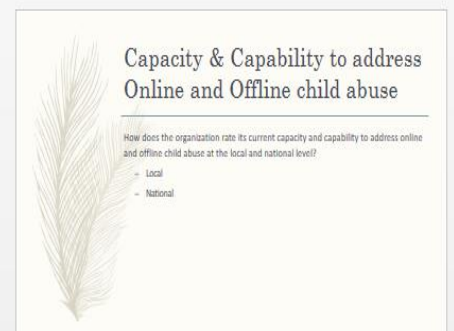 Capacity & Capability to address
Online and Offline child abuse
How does the organization rate its current capacity and capability to address online
and offline child abuse at the local and national level?
– Local
– National